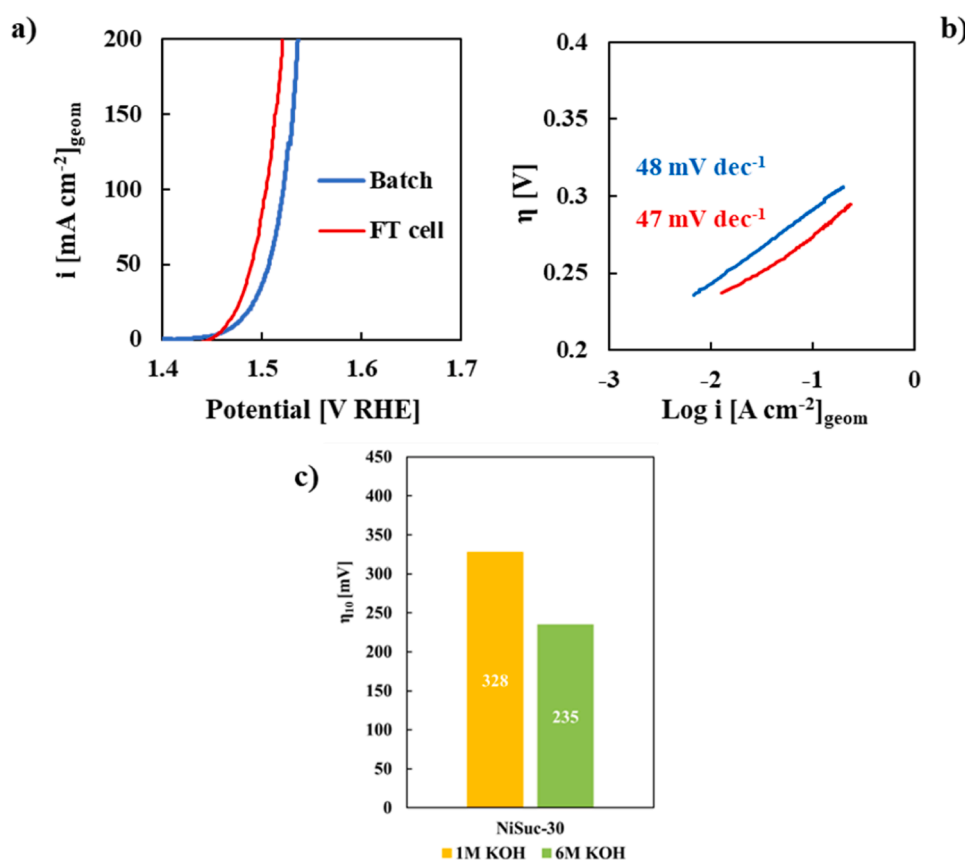 a)
200
150
100
50
0
i [mA cm-2]geom
Batch
FT cell
1.4 1.5 1.6 1.7
Potential [V RHE]
b)
0.4
0.35
0.3
0.25
0.2
η [V]
48 mV dec-1
47 mV dec-1
-3 -2 -1 0
Log i [A cm-2]geom
c)
450
400
350
300
250
200
150
100
50
0
η10 [mV]
328
235
NiSuc-30
1M KOH 6M KOH